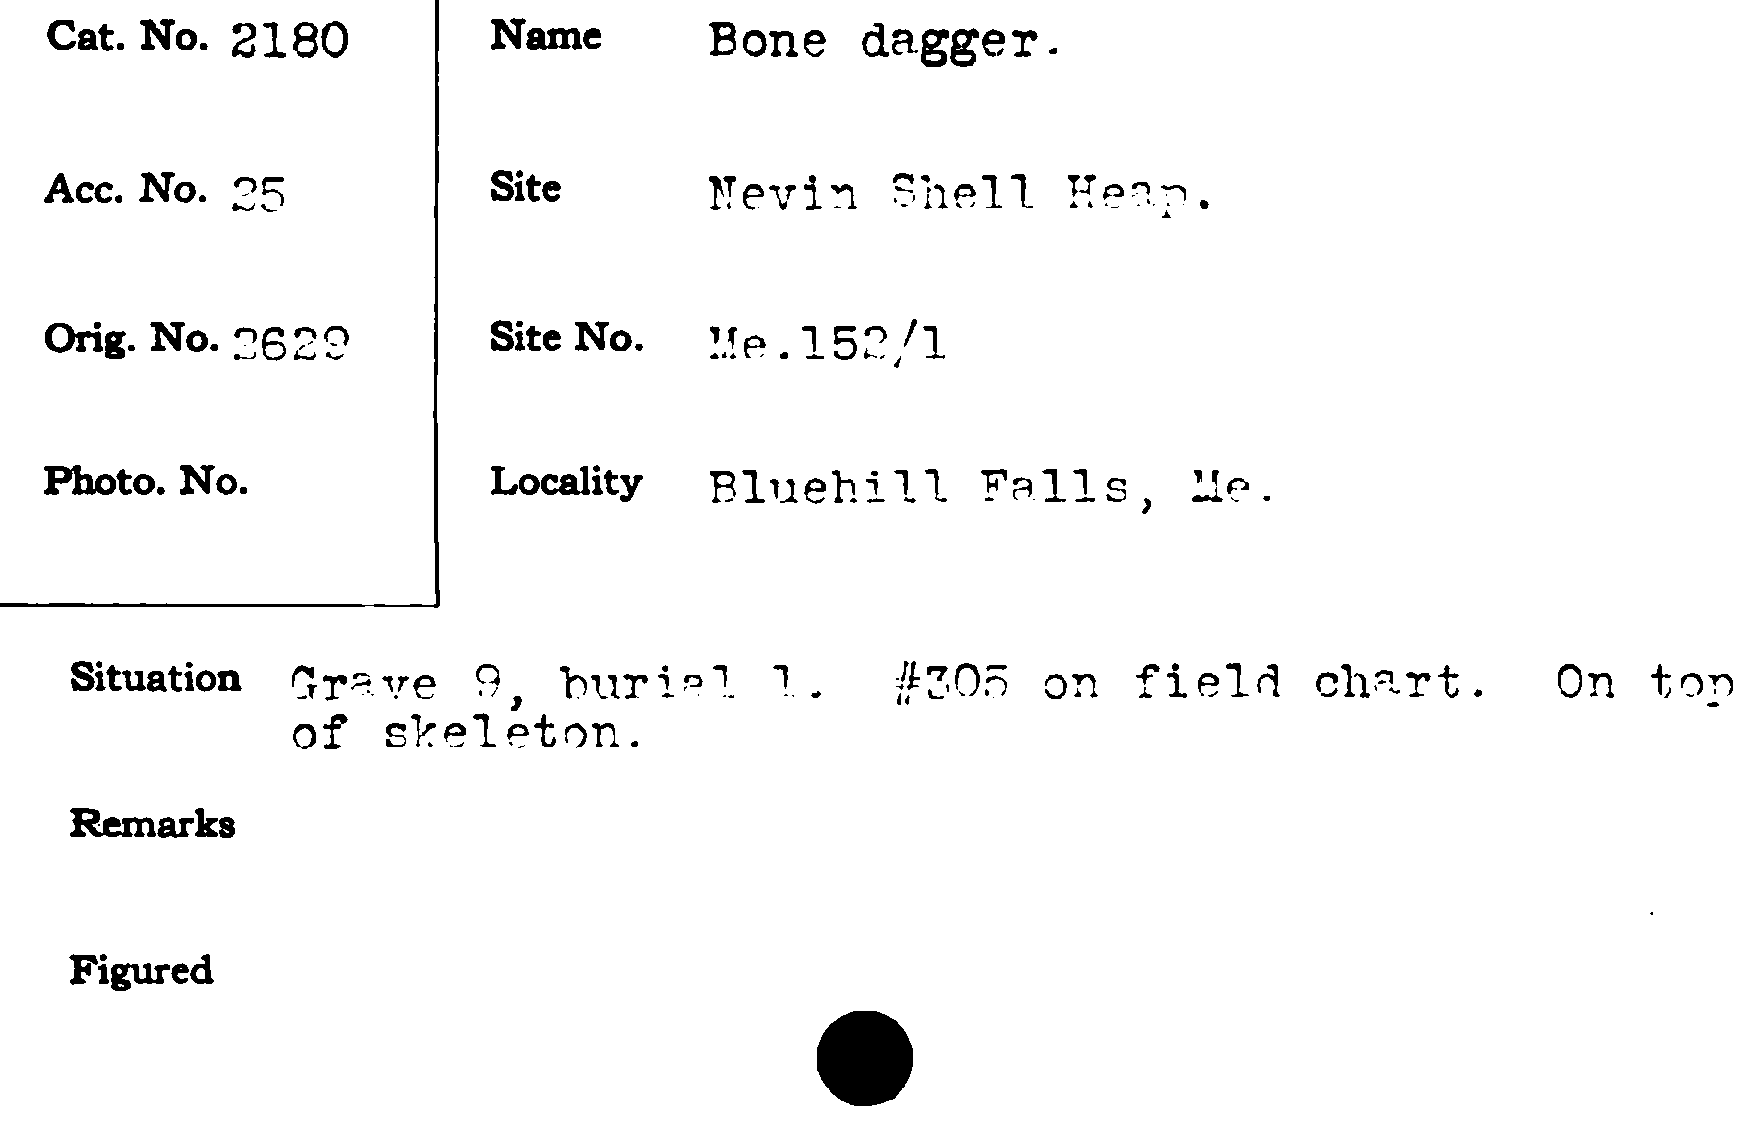 Cat. No. 2180
Name Bone dagger.
Acc. No. 25
Site Nevin Shell Heap.
Orig. No. 2629
Site No. Me.152/1
Photo. No.
Locality Bluehill Falls, Me.
Situation Grave 9, burial 1. #305 on field chart. On top
of skeleton.
Remarks
Figured